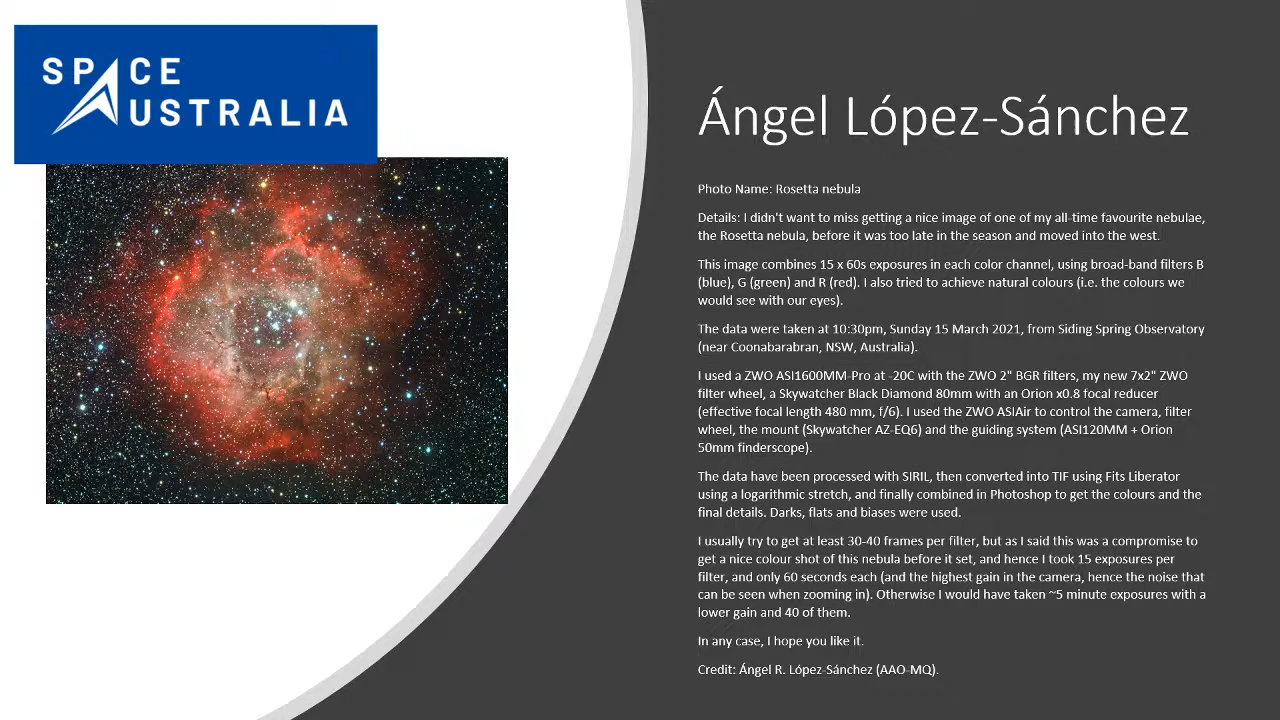 SPACE
AUSTRALIA
Ángel López-Sánchez
Photo Name: Rosetta nebula
Details: I didn't want to miss getting a nice image of one of my all-time favourite nebulae,
the Rosetta nebula, before it was too late in the season and moved into the west.
This image combines 15 x 60s exposures in each color channel, using broad-band filters B
(blue), G (green) and R (red). I also tried to achieve natural colours (i.e. the colours we
would see with our eyes).
The data were taken at 10:30pm, Sunday 15 March 2021, from Siding Spring Observatory
(near Coonabarabran, NSW, Australia).
I used a ZWO ASI1600MM-Pro at -20C with the ZWO 2" BGR filters, my new 7x2" ZWO
filter wheel, a Skywatcher Black Diamond 80mm with an Orion x0.8 focal reducer
(effective focal length 480 mm, f/6). I used the ZWO ASIAir to control the camera, filter
wheel, the mount (Skywatcher AZ-EQ6) and the guiding system (ASI120MM + Orion
50mm finderscope).
The data have been processed with SIRIL, then converted into TIF using Fits Liberator
using a logarithmic stretch, and finally combined in Photoshop to get the colours and the
final details. Darks, flats and biases were used.
I usually try to get at least 30-40 frames per filter, but as I said this was a compromise to
get a nice colour shot of this nebula before it set, and hence I took 15 exposures per
filter, and only 60 seconds each (and the highest gain in the camera, hence the noise that
can be seen when zooming in). Otherwise I would have taken ~5 minute exposures with a
lower gain and 40 of them.
In any case, I hope you like it.
Credit: Ángel R. López-Sánchez (AAO-MQ).